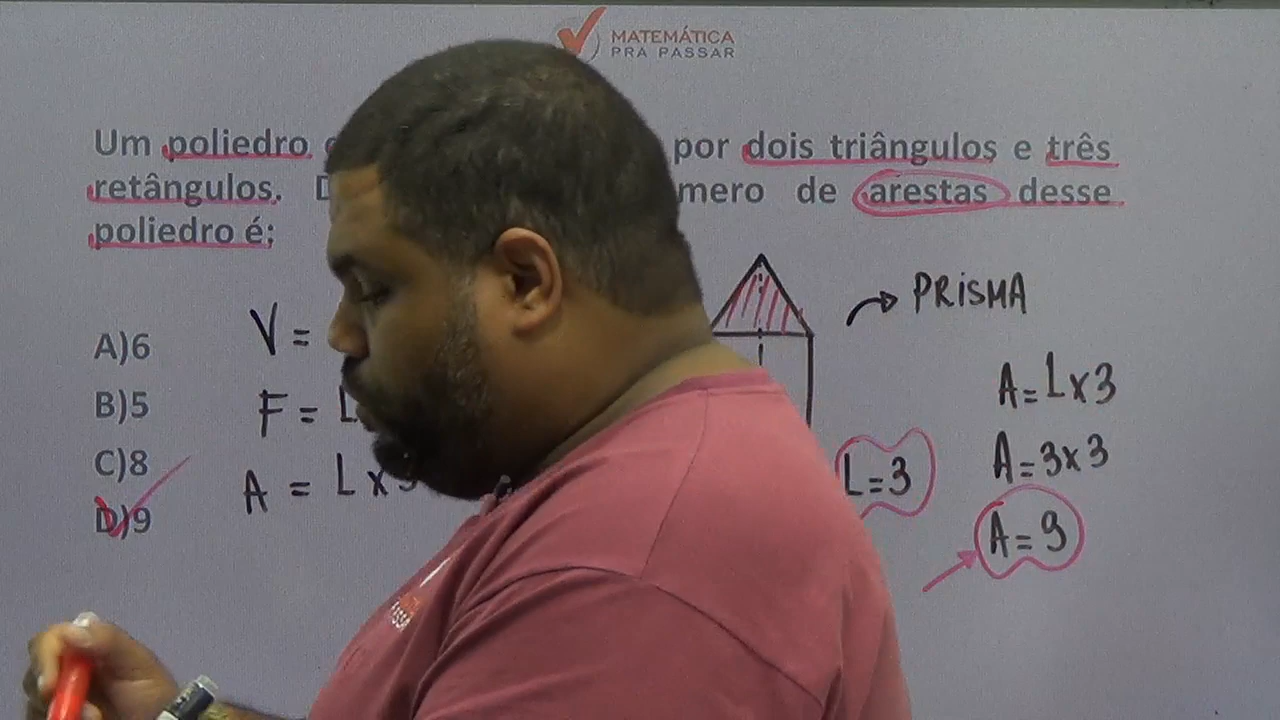 MATEMÁTICA
PRA PASSAR
Um poliedro por dois triângulos e três
retângulos. mero de arestas desse
poliedro é;
PRISMA
V =
A)6
A=L×3
B)5
F = L
A=3×3
C)8
L=3
A = L×3
D)9
A=9